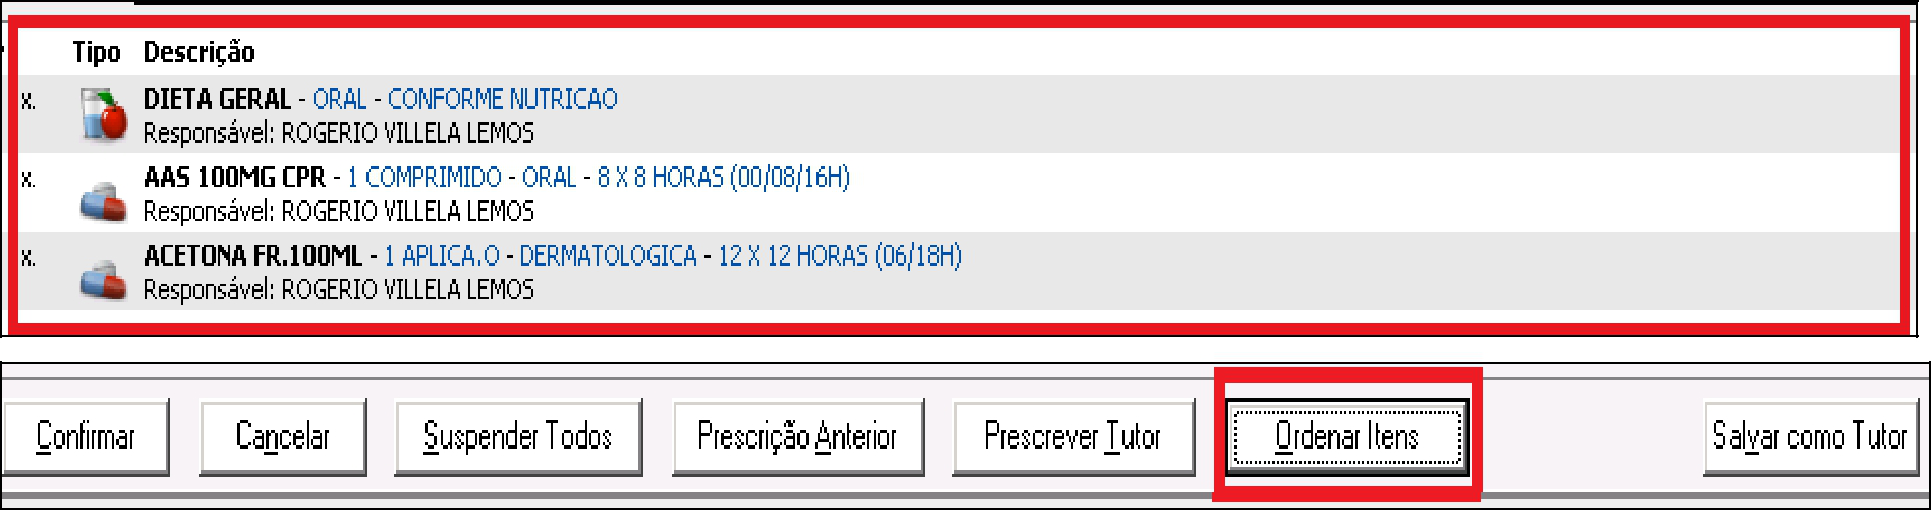 Tipo Descrição
x. DIETA GERAL - ORAL - CONFORME NUTRICAO
Responsável: ROGERIO VILLELA LEMOS
x. AAS 100MG CPR - 1 COMPRIMIDO - ORAL - 8 X 8 HORAS (00/08/16H)
Responsável: ROGERIO VILLELA LEMOS
x. ACETONA FR.100ML - 1 APLICA.O - DERMATOLOGICA - 12 X 12 HORAS (06/18H)
Responsável: ROGERIO VILLELA LEMOS
Confirmar Cancelar Suspender Todos Prescrição Anterior Prescrever Tutor Ordenar Itens Salvar como Tutor